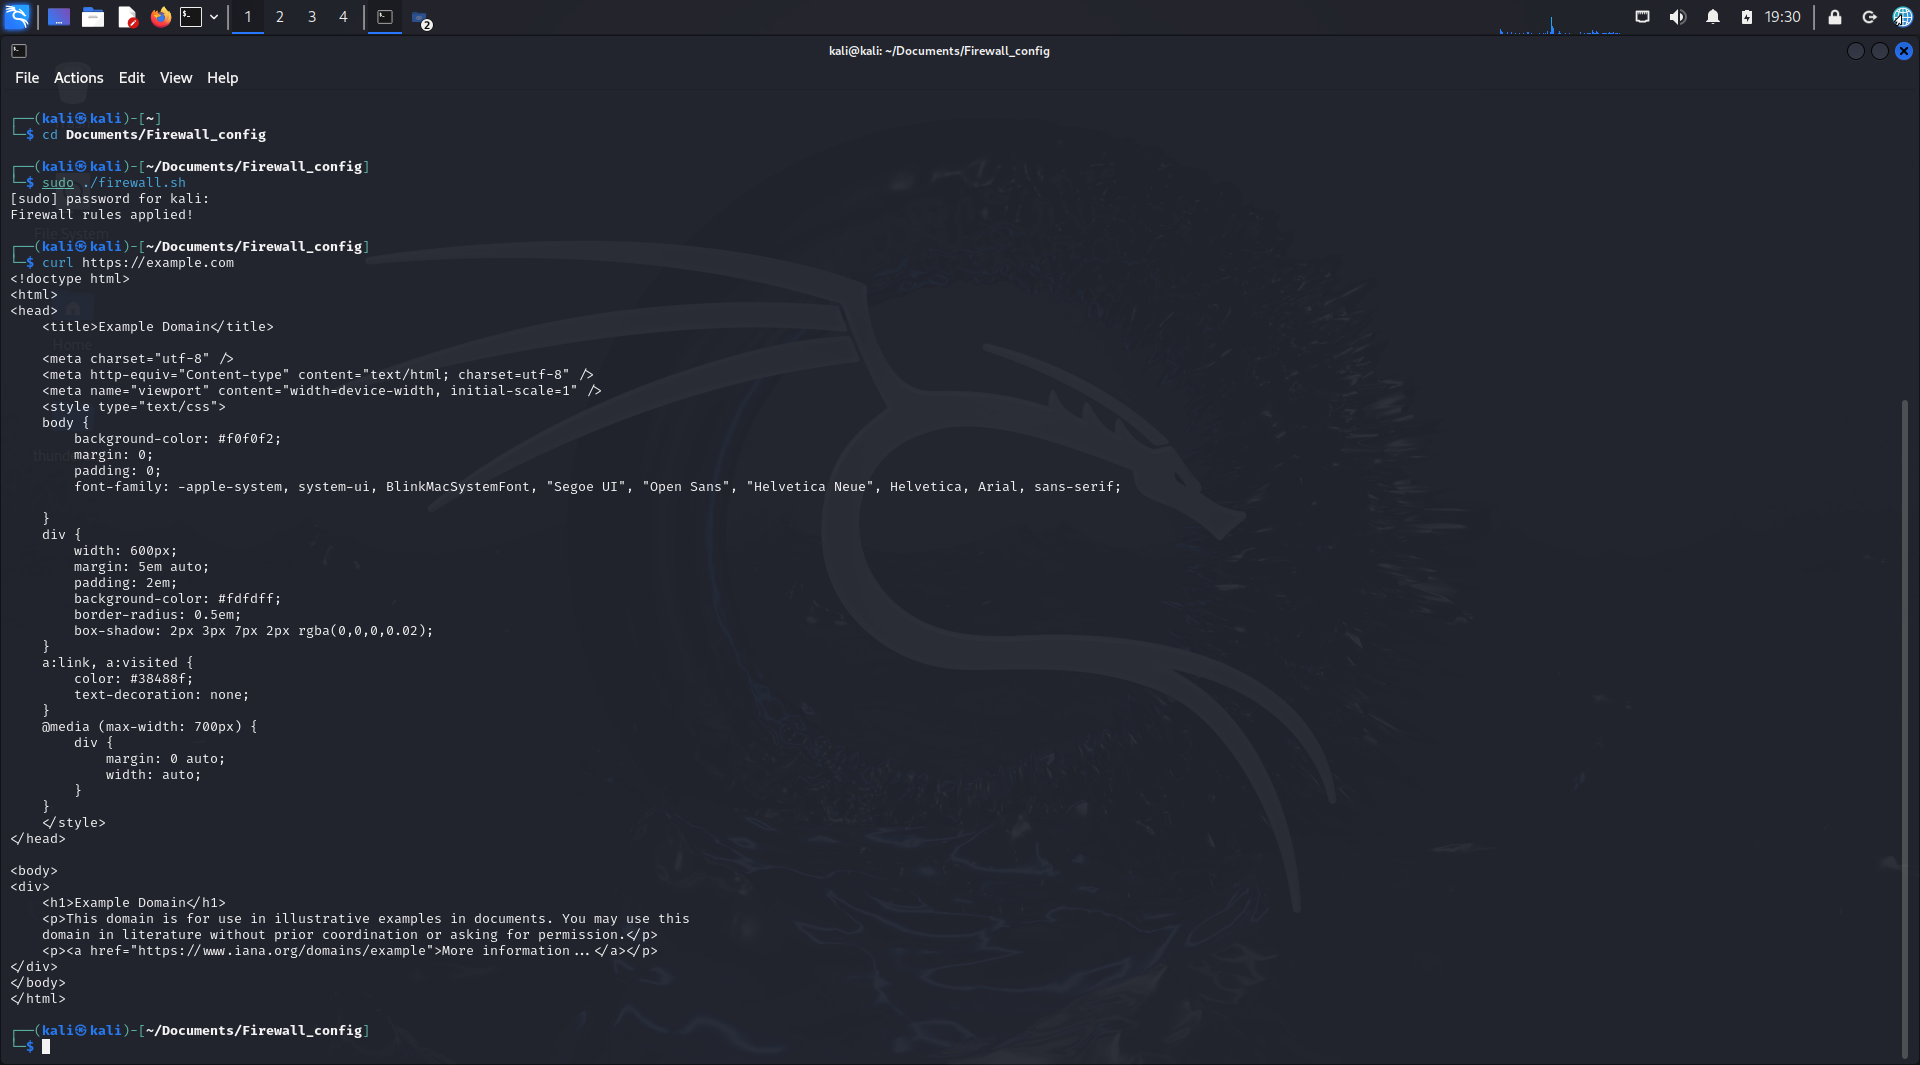 1 2 3 4 2 19:30
kali@kali: ~/Documents/Firewall_config
File Actions Edit View Help
┌──(kali㉿kali)-[~]
└─$ cd Documents/Firewall_config
┌──(kali㉿kali)-[~/Documents/Firewall_config]
└─$ sudo ./firewall.sh
[sudo] password for kali:
Firewall rules applied!
File System
┌──(kali㉿kali)-[~/Documents/Firewall_config]
└─$ curl https://example.com
<!doctype html>
<html>
<head>
    <title>Example Domain</title>
Home
    <meta charset="utf-8" />
    <meta http-equiv="Content-type" content="text/html; charset=utf-8" />
    <meta name="viewport" content="width=device-width, initial-scale=1" />
    <style type="text/css">
    body {
        background-color: #f0f0f2;
        margin: 0;
        padding: 0;
        font-family: -apple-system, system-ui, BlinkMacSystemFont, "Segoe UI", "Open Sans", "Helvetica Neue", Helvetica, Arial, sans-serif;
    }
    div {
        width: 600px;
        margin: 5em auto;
        padding: 2em;
        background-color: #fdfdff;
        border-radius: 0.5em;
        box-shadow: 2px 3px 7px 2px rgba(0,0,0,0.02);
    }
    a:link, a:visited {
        color: #38488f;
        text-decoration: none;
    }
    @media (max-width: 700px) {
        div {
            margin: 0 auto;
            width: auto;
        }
    }
    </style>
</head>
<body>
<div>
    <h1>Example Domain</h1>
    <p>This domain is for use in illustrative examples in documents. You may use this
    domain in literature without prior coordination or asking for permission.</p>
    <p><a href="https://www.iana.org/domains/example">More information...</a></p>
</div>
</body>
</html>
┌──(kali㉿kali)-[~/Documents/Firewall_config]
└─$